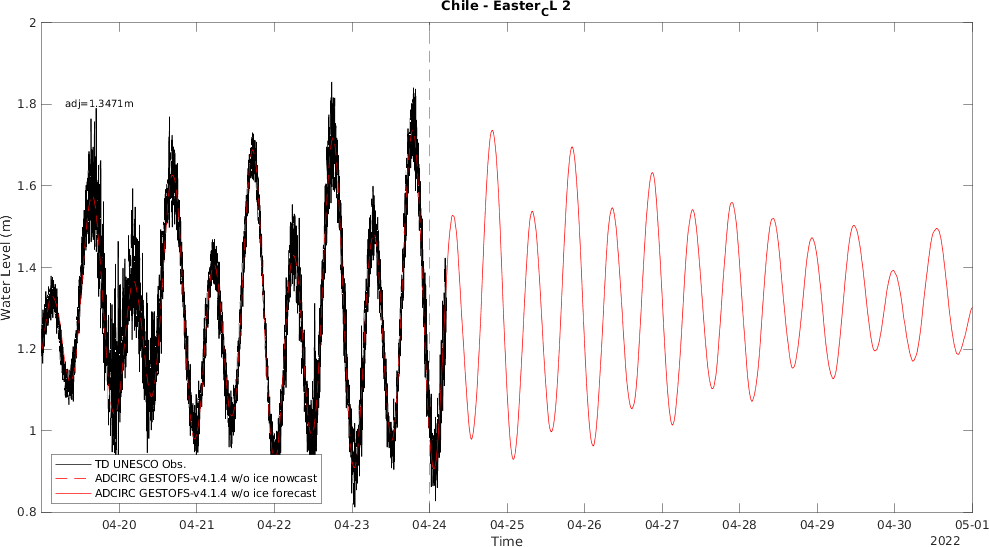 Chile - Easter_CL 2
adj=1.3471m
Water Level (m)
2
1.8
1.6
1.4
1.2
1
0.8
TD UNESCO Obs.
ADCIRC GESTOFS-v4.1.4 w/o ice nowcast
ADCIRC GESTOFS-v4.1.4 w/o ice forecast
04-20 04-21 04-22 04-23 04-24 04-25 04-26 04-27 04-28 04-29 04-30 05-01
Time
2022